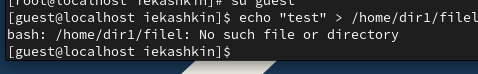 [root@localhost iekashkin]# su guest
[guest@localhost iekashkin]$ echo "test" > /home/dir1/filel
bash: /home/dir1/filel: No such file or directory
[guest@localhost iekashkin]$